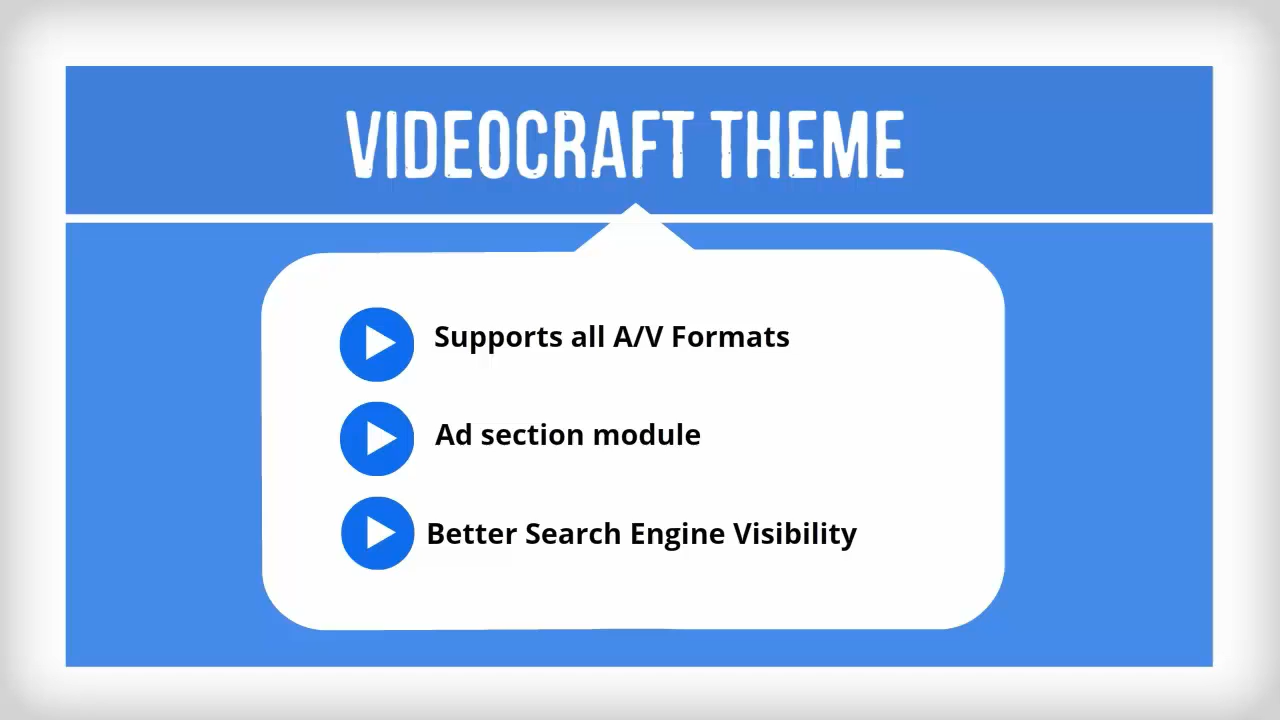 VIDEOCRAFT THEME
Supports all A/V Formats
Ad section module
Better Search Engine Visibility